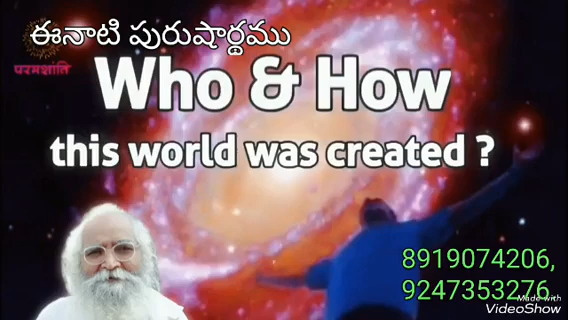 ఈనాటి పురుషార్థము
परमशांति
Who & How
this world was created ?
8919074206,
9247353276,
Made with
VideoShow